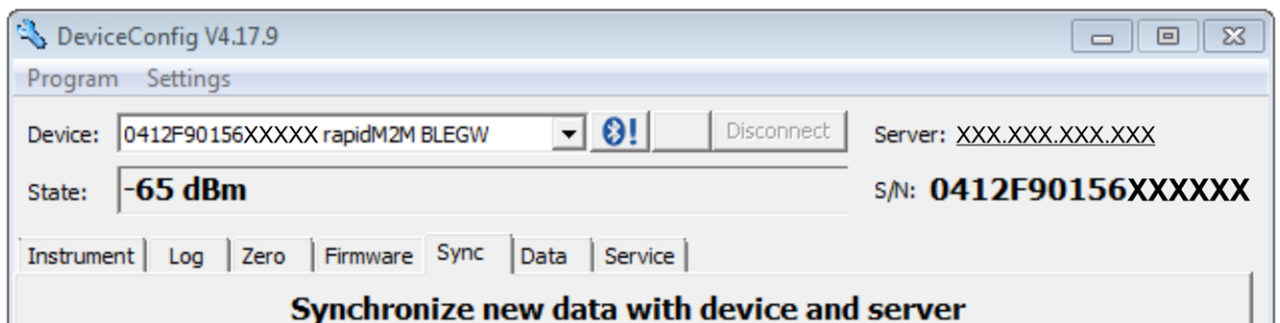 DeviceConfig V4.17.9
Program Settings
Device: 0412F90156XXXXX rapidM2M BLEGW ! Disconnect Server: XXX.XXX.XXX.XXX
State: -65 dBm S/N: 0412F90156XXXXXX
Instrument Log Zero Firmware Sync Data Service
Synchronize new data with device and server